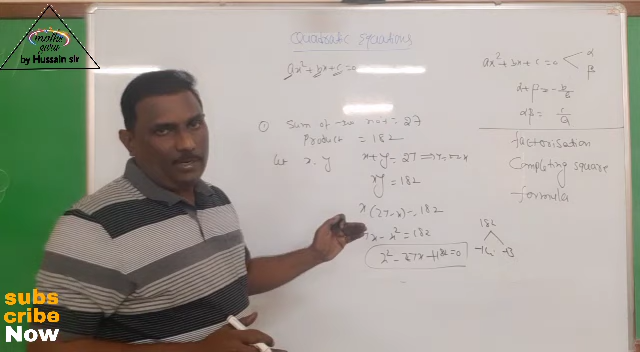 maths
guru
by Hussain sir
Quadratic Equations
ax² + bx + c = 0
① Sum of two no = 27
Product = 182
let x, y x + y = 27 ⇒ y = 27 - x
xy = 182
x(27 - x) = 182
x - x² = 182
x² - 27x + 182 = 0
182
-14 -13
ax² + bx + c = 0 α
β
α + β = -b/a
αβ = c/a
factorisation
Completing square
formula
subs
cribe
Now